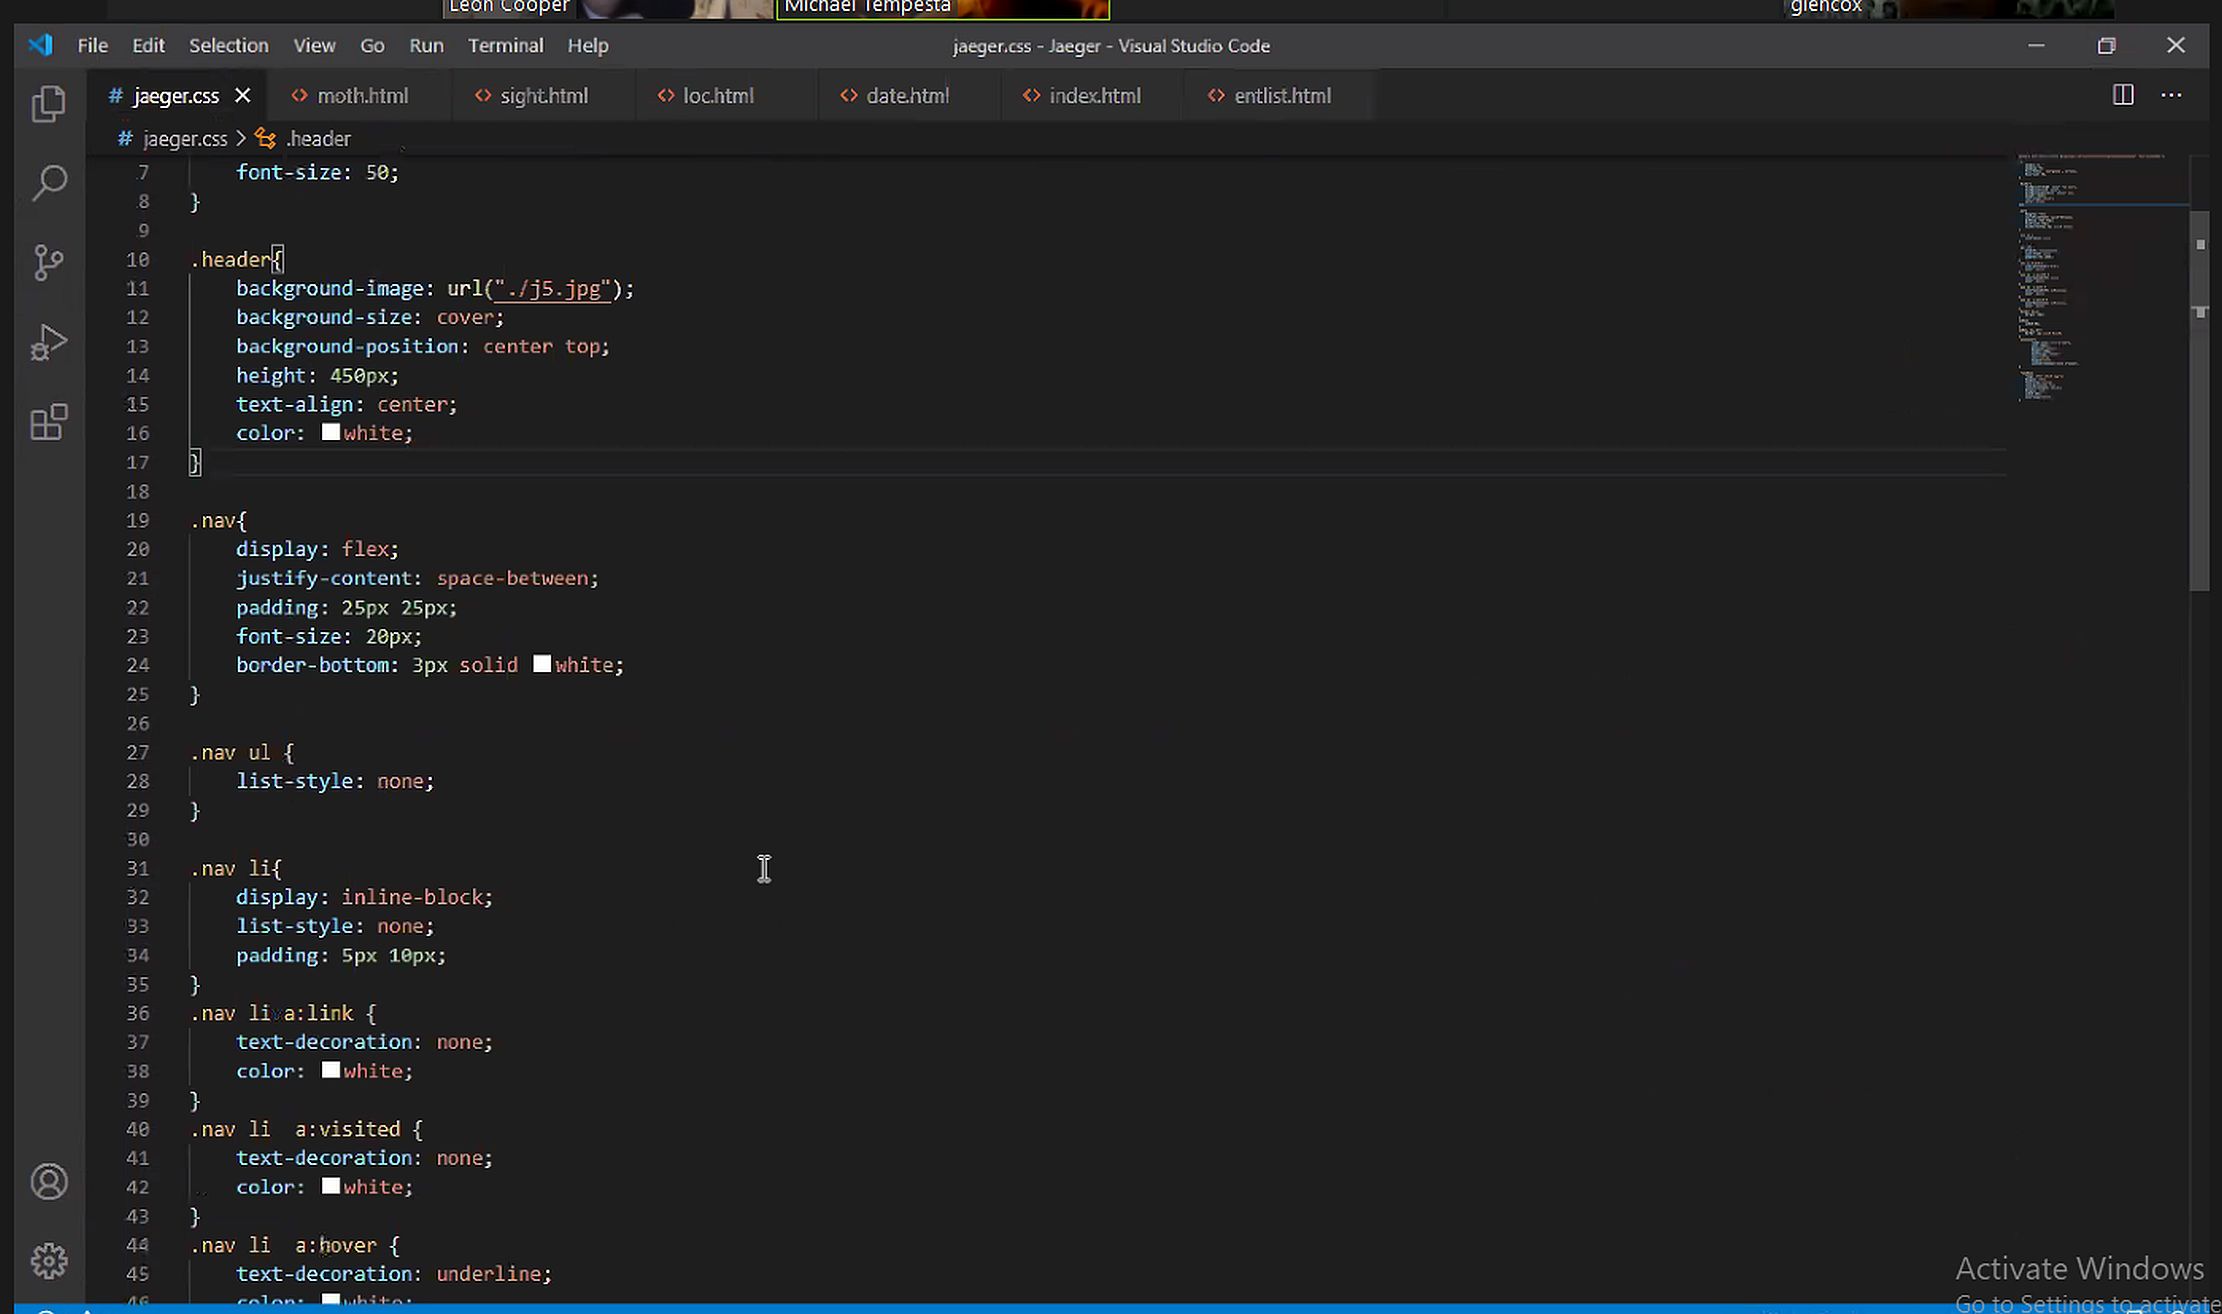 Leon Cooper
Michael Tempesta
glencox
File Edit Selection View Go Run Terminal Help
jaeger.css - Jaeger - Visual Studio Code
# jaeger.css
<> moth.html
<> sight.html
<> loc.html
<> date.html
<> index.html
<> entlist.html
# jaeger.css > .header
7 font-size: 50;
8 }
9
10 .header{
11 background-image: url("./j5.jpg");
12 background-size: cover;
13 background-position: center top;
14 height: 450px;
15 text-align: center;
16 color: white;
17 }
18
19 .nav{
20 display: flex;
21 justify-content: space-between;
22 padding: 25px 25px;
23 font-size: 20px;
24 border-bottom: 3px solid white;
25 }
26
27 .nav ul {
28 list-style: none;
29 }
30
31 .nav li{
32 display: inline-block;
33 list-style: none;
34 padding: 5px 10px;
35 }
36 .nav li a:link {
37 text-decoration: none;
38 color: white;
39 }
40 .nav li  a:visited {
41 text-decoration: none;
42 color: white;
43 }
44 .nav li  a:hover {
45 text-decoration: underline;
46 color: white;
Activate Windows
Go to Settings to activate